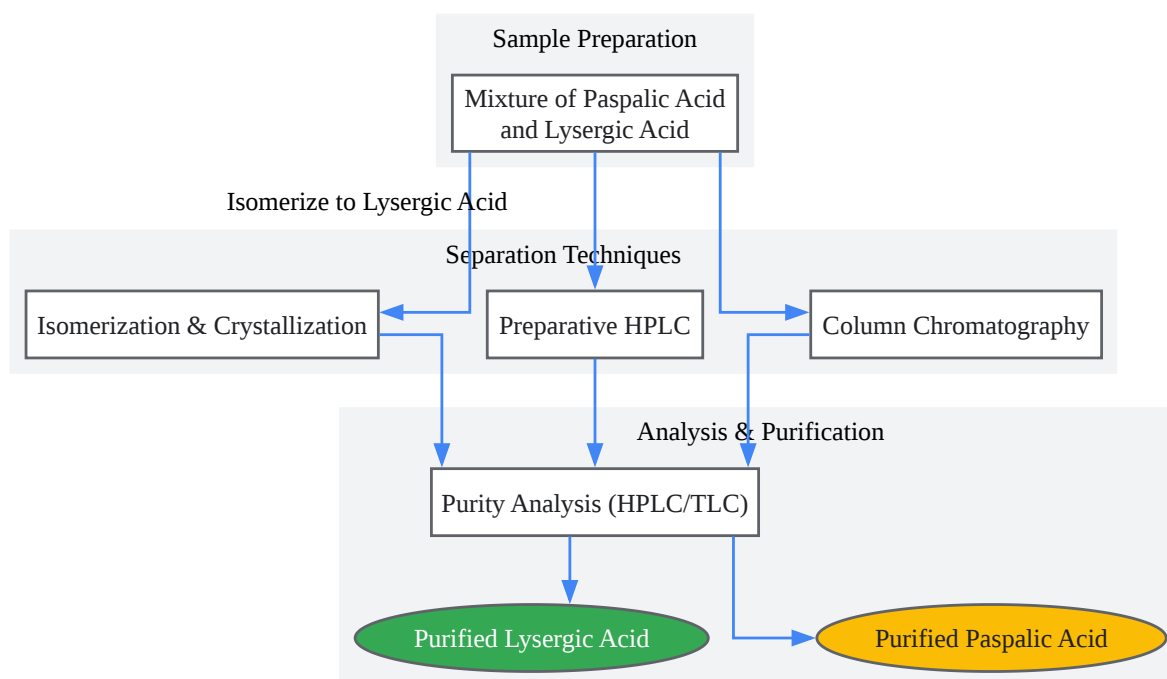 Sample Preparation
Mixture of Paspalic Acid
and Lysergic Acid
Isomerize to Lysergic Acid
Separation Techniques
Isomerization & Crystallization
Preparative HPLC
Column Chromatography
Analysis & Purification
Purity Analysis (HPLC/TLC)
Purified Lysergic Acid
Purified Paspalic Acid